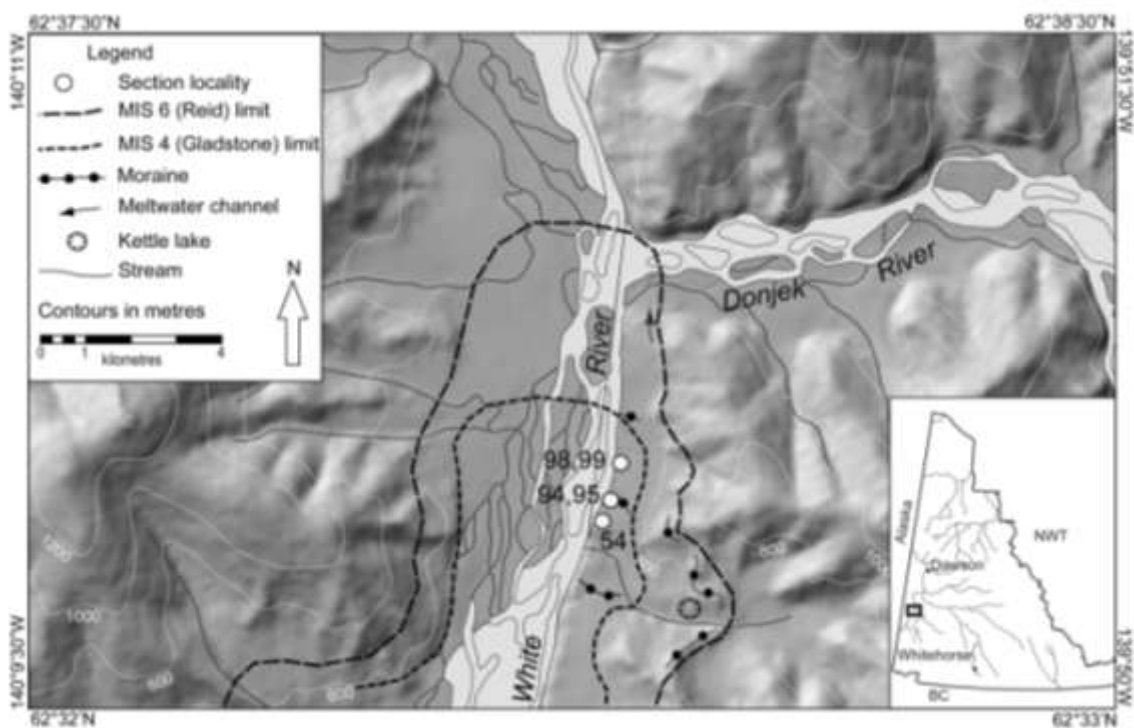 62°37'30"N
62°38'30"N
140°11'W
139°51'30"W
Legend
Section locality
MIS 6 (Reid) limit
MIS 4 (Gladstone) limit
Moraine
Meltwater channel
Kettle lake
Stream
Contours in metres
0 1 4
kilometres
N
Donjek River
River
98,99
94,95
54
White
1200
1000
800
600
Alaska
NWT
Dawson
Whitehorse
BC
140°9'30"W
139°50'W
62°32'N
62°33'N